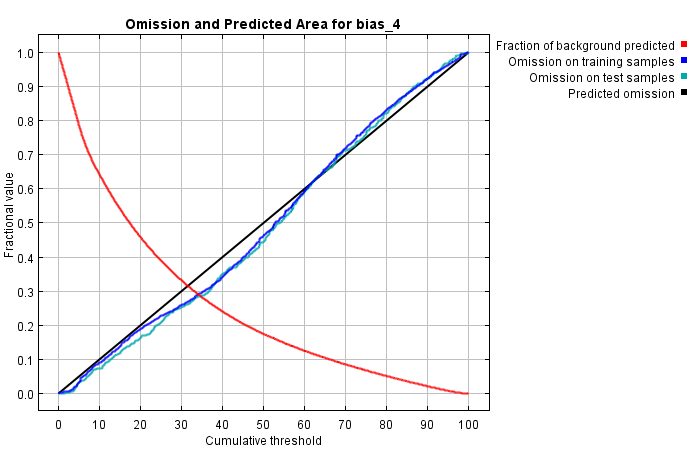 Omission and Predicted Area for bias_4
Fraction of background predicted
Omission on training samples
Omission on test samples
Predicted omission
Fractional value
1.0
0.9
0.8
0.7
0.6
0.5
0.4
0.3
0.2
0.1
0.0
0 10 20 30 40 50 60 70 80 90 100
Cumulative threshold